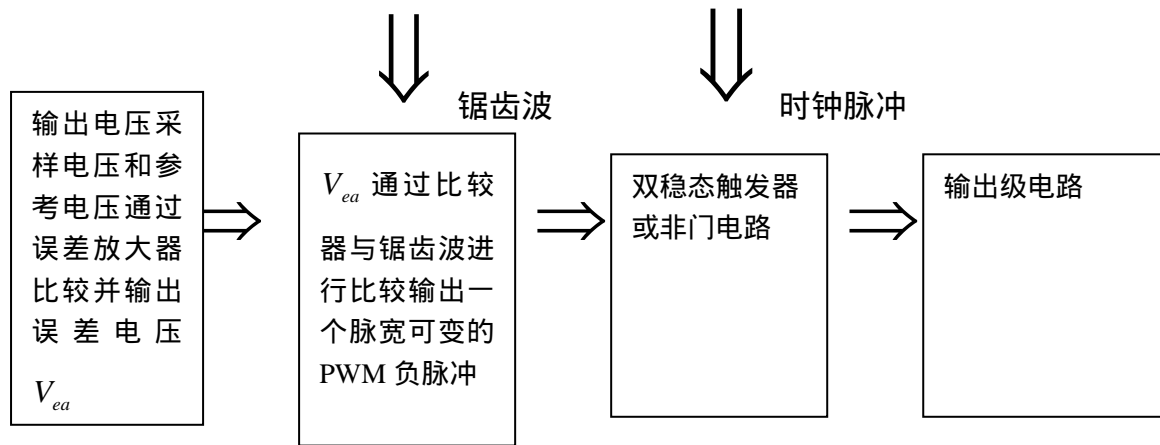 锯齿波
时钟脉冲
输出电压采
样电压和参
考电压通过
误差放大器
比较并输出
误差电压
V_{ea}
V_{ea} 通过比较
器与锯齿波进
行比较输出一
个脉宽可变的
PWM 负脉冲
双稳态触发器
或非门电路
输出级电路